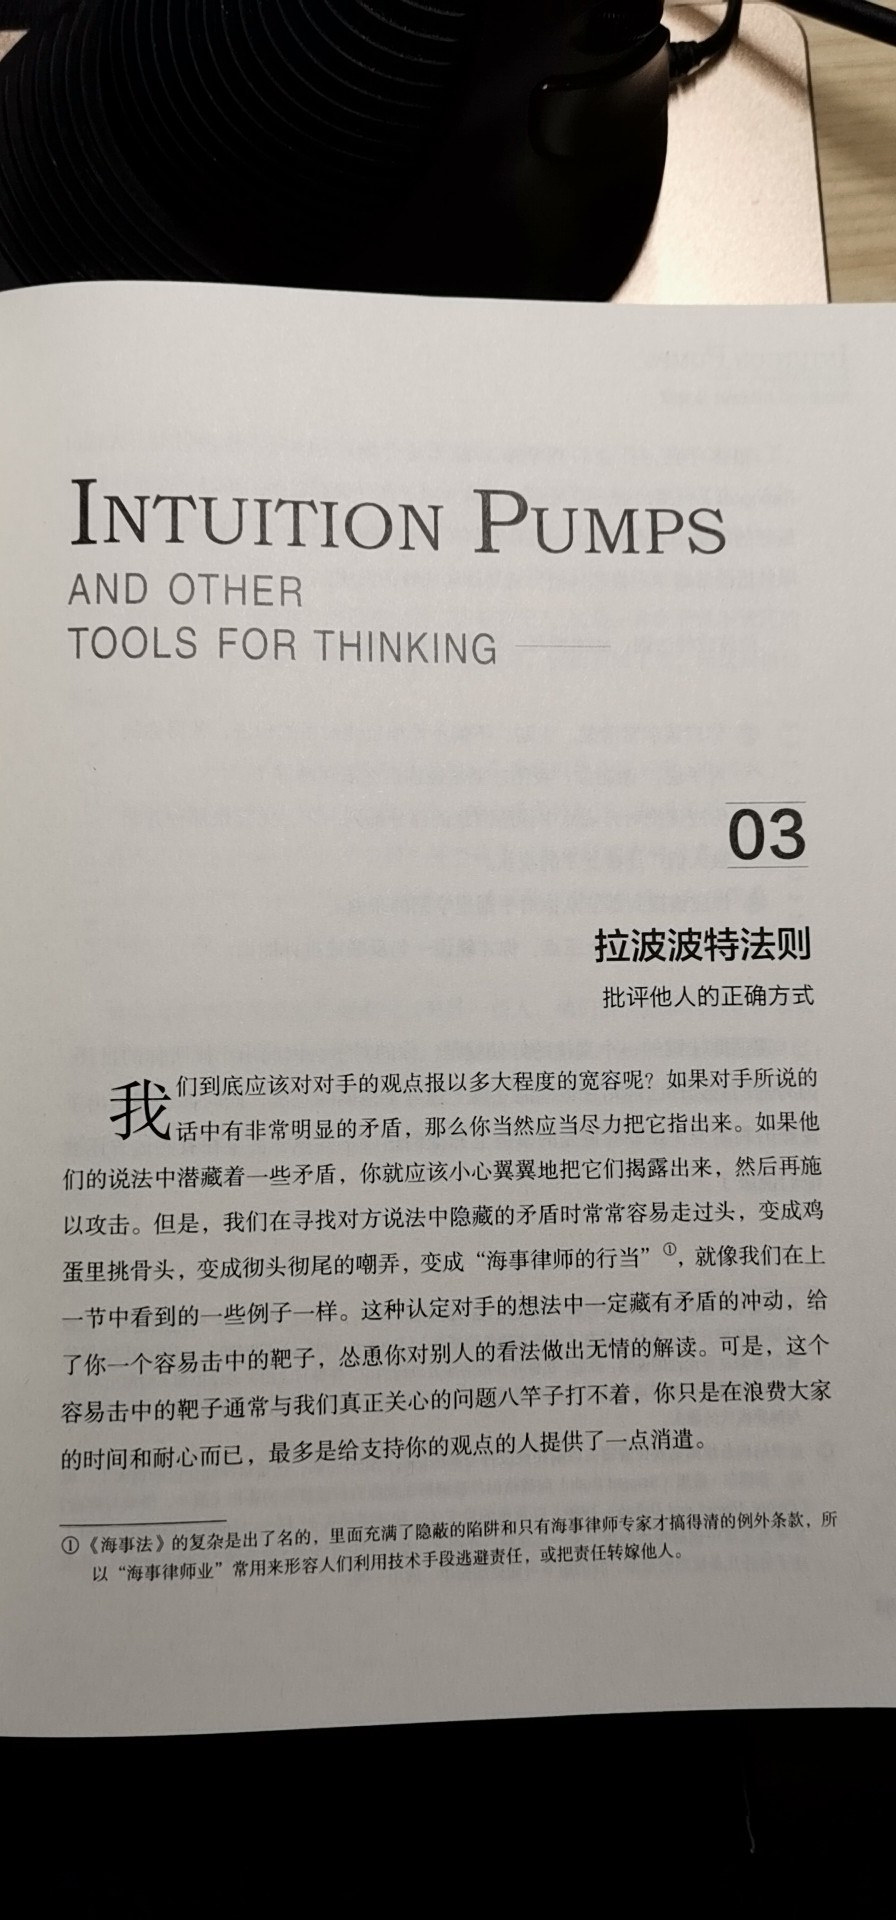 INTUITION PUMPS
AND OTHER
TOOLS FOR THINKING
03
拉波波特法则
批评他人的正确方式
我们到底应该对对手的观点报以多大程度的宽容呢？如果对手所说的
话中有非常明显的矛盾，那么你当然应当尽力把它指出来。如果他
们的说法中潜藏着一些矛盾，你就应该小心翼翼地把它们揭露出来，然后再施
以攻击。但是，我们在寻找对方说法中隐藏的矛盾时常常容易走过头，变成鸡
蛋里挑骨头，变成彻头彻尾的嘲弄，变成“海事律师的行当”①，就像我们在上
一节中看到的一些例子一样。这种认定对手的想法中一定藏有矛盾的冲动，给
了你一个容易击中的靶子，怂恿你对别人的看法做出无情的解读。可是，这个
容易击中的靶子通常与我们真正关心的问题八竿子打不着，你只是在浪费大家
的时间和耐心而已，最多是给支持你的观点的人提供了一点消遣。
①《海事法》的复杂是出了名的，里面充满了隐蔽的陷阱和只有海事律师专家才搞得清的例外条款，所
以“海事律师业”常用来形容人们利用技术手段逃避责任，或把责任转嫁他人。